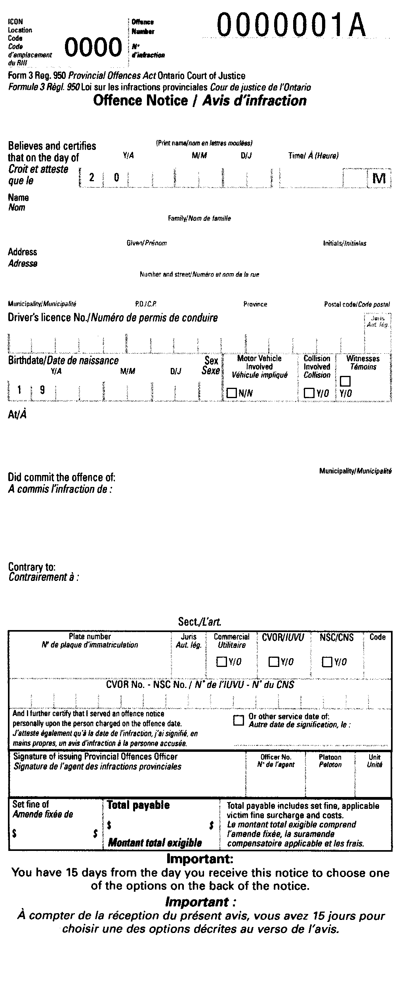 ICON
Location
Code
Code
d'emplacement
du RIII
0000
Offence
Number
N°
d'infraction
0000001A
Form 3 Reg. 950 Provincial Offences Act Ontario Court of Justice
Formule 3 Règl. 950 Loi sur les infractions provinciales Cour de justice de l'Ontario
Offence Notice / Avis d'infraction
Believes and certifies
that on the day of
Croit et atteste
que le
(Print name/nom en lettres moulées)
Y/A M/M D/J Time/ À (Heure)
2 0 M
Name
Nom
Family/Nom de famille
Given/Prénom Initials/Initiales
Address
Adresse
Number and street/Numéro et nom de la rue
Municipality/Municipalité P.O./C.P. Province Postal code/Code postal
Driver's licence No./Numéro de permis de conduire
Juris
Aut. lég.
Birthdate/Date de naissance
Y/A M/M D/J
Sex
Sexe
1 9
Motor Vehicle
Involved
Véhicule impliqué
N/N
Collision
Involved
Collision
Y/O
Witnesses
Témoins
Y/O
At/À
Municipality/Municipalité
Did commit the offence of:
A commis l'infraction de :
Contrary to:
Contrairement à :
Sect./L'art.
Plate number
N° de plaque d'immatriculation
Juris
Aut. lég.
Commercial
Utilitaire
Y/O
CVOR/IUVU
Y/O
NSC/CNS
Y/O
Code
CVOR No. - NSC No. / N° de l'IUVU - N° du CNS
And I further certify that I served an offence notice
personally upon the person charged on the offence date.
J'atteste également qu'à la date de l'infraction, j'ai signifié, en
mains propres, un avis d'infraction à la personne accusée.
Or other service date of:
Autre date de signification, le :
Signature of issuing Provincial Offences Officer
Signature de l'agent des infractions provinciales
Officer No.
N° de l'agent
Platoon
Peloton
Unit
Unité
Set fine of
Amende fixée de
$ $
Total payable
$ $
Montant total exigible
Total payable includes set fine, applicable
victim fine surcharge and costs.
Le montant total exigible comprend
l'amende fixée, la suramende
compensatoire applicable et les frais.
Important:
You have 15 days from the day you receive this notice to choose one
of the options on the back of the notice.
Important :
À compter de la réception du présent avis, vous avez 15 jours pour
choisir une des options décrites au verso de l'avis.